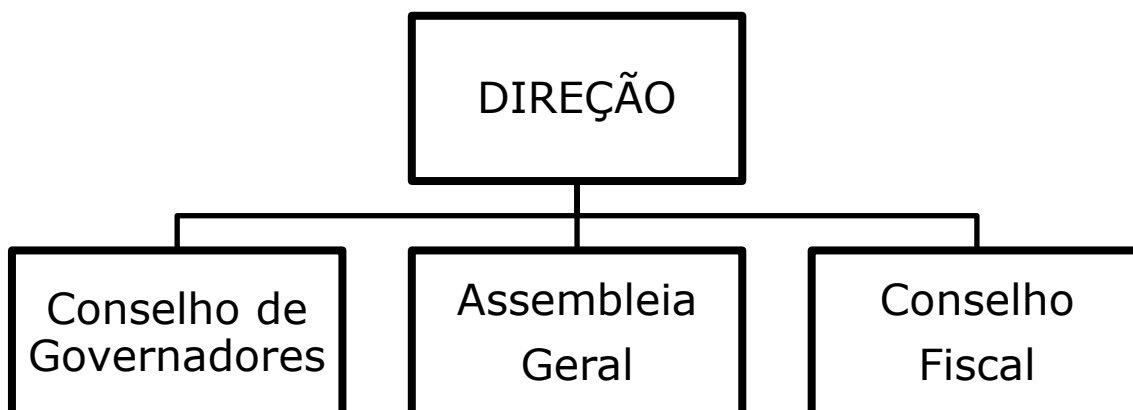 DIREÇÃO
Conselho de
Governadores
Assembleia
Geral
Conselho
Fiscal